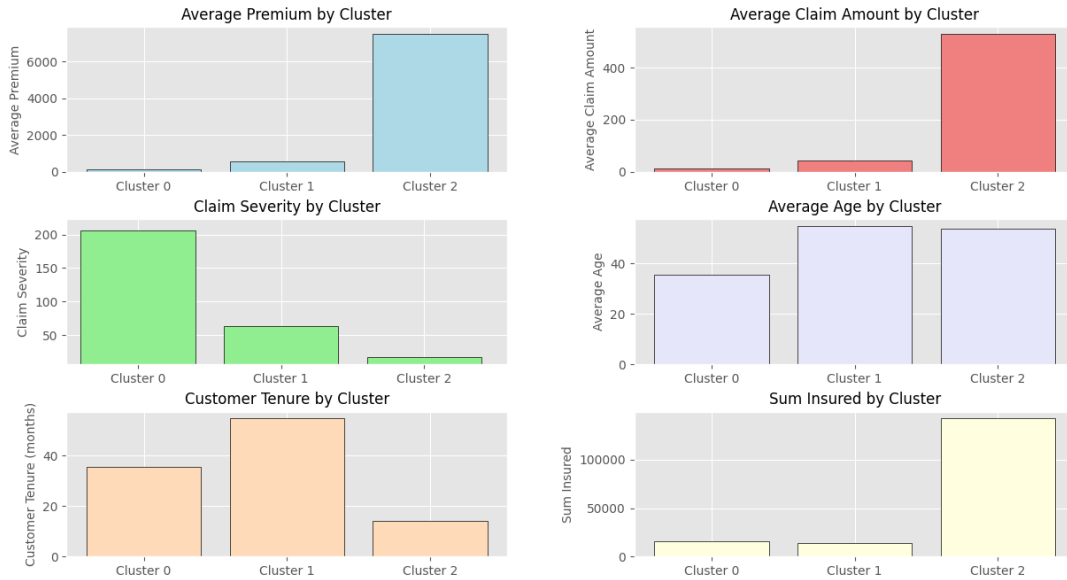 Average Premium by Cluster
Average Premium
6000
4000
2000
0
Cluster 0 Cluster 1 Cluster 2
Average Claim Amount by Cluster
Average Claim Amount
400
200
0
Cluster 0 Cluster 1 Cluster 2
Claim Severity by Cluster
Claim Severity
200
150
100
50
Cluster 0 Cluster 1 Cluster 2
Average Age by Cluster
Average Age
40
20
0
Cluster 0 Cluster 1 Cluster 2
Customer Tenure by Cluster
Customer Tenure (months)
40
20
0
Cluster 0 Cluster 1 Cluster 2
Sum Insured by Cluster
Sum Insured
100000
50000
0
Cluster 0 Cluster 1 Cluster 2